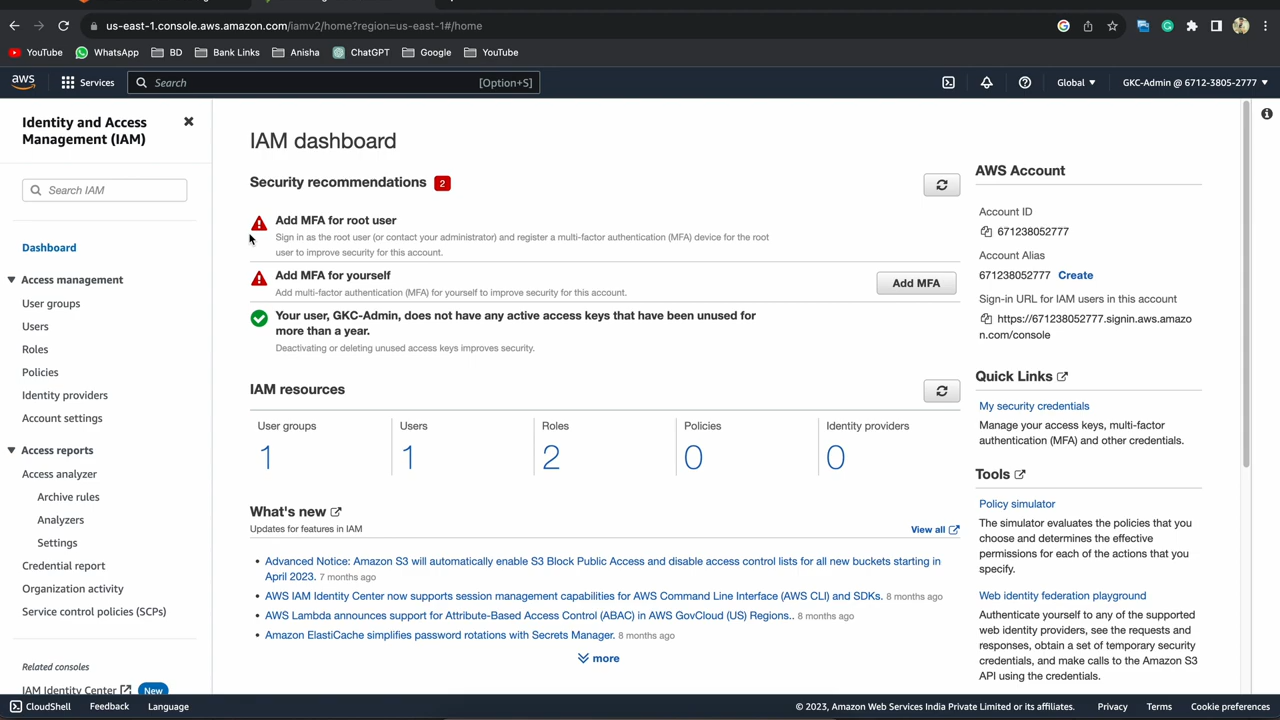 us-east-1.console.aws.amazon.com/iamv2/home?region=us-east-1#/home
YouTube
WhatsApp
BD
Bank Links
Anisha
ChatGPT
Google
YouTube
aws
Services
Search
[Option+S]
Global
GKC-Admin @ 6712-3805-2777
Identity and Access
Management (IAM)
Search IAM
Dashboard
Access management
User groups
Users
Roles
Policies
Identity providers
Account settings
Access reports
Access analyzer
Archive rules
Analyzers
Settings
Credential report
Organization activity
Service control policies (SCPs)
Related consoles
IAM Identity Center
New
IAM dashboard
Security recommendations 2
Add MFA for root user
Sign in as the root user (or contact your administrator) and register a multi-factor authentication (MFA) device for the root
user to improve security for this account.
Add MFA for yourself
Add multi-factor authentication (MFA) for yourself to improve security for this account.
Add MFA
Your user, GKC-Admin, does not have any active access keys that have been unused for
more than a year.
Deactivating or deleting unused access keys improves security.
IAM resources
User groups
1
Users
1
Roles
2
Policies
0
Identity providers
0
What's new
Updates for features in IAM
View all
• Advanced Notice: Amazon S3 will automatically enable S3 Block Public Access and disable access control lists for all new buckets starting in
April 2023. 7 months ago
• AWS IAM Identity Center now supports session management capabilities for AWS Command Line Interface (AWS CLI) and SDKs. 8 months ago
• AWS Lambda announces support for Attribute-Based Access Control (ABAC) in AWS GovCloud (US) Regions.. 8 months ago
• Amazon ElastiCache simplifies password rotations with Secrets Manager. 8 months ago
more
AWS Account
Account ID
671238052777
Account Alias
671238052777 Create
Sign-in URL for IAM users in this account
https://671238052777.signin.aws.amazo
n.com/console
Quick Links
My security credentials
Manage your access keys, multi-factor
authentication (MFA) and other credentials.
Tools
Policy simulator
The simulator evaluates the policies that you
choose and determines the effective
permissions for each of the actions that you
specify.
Web identity federation playground
Authenticate yourself to any of the supported
web identity providers, see the requests and
responses, obtain a set of temporary security
credentials, and make calls to the Amazon S3
API using the credentials.
CloudShell
Feedback
Language
© 2023, Amazon Web Services India Private Limited or its affiliates.
Privacy
Terms
Cookie preferences